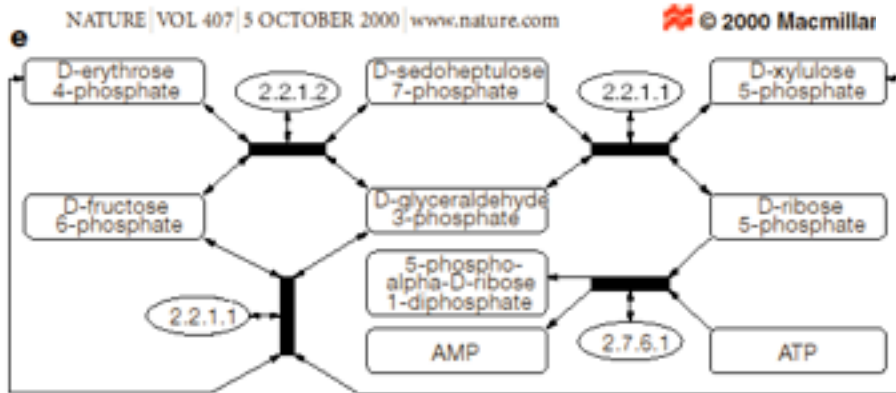 NATURE | VOL 407 | 5 OCTOBER 2000 | www.nature.com
© 2000 Macmillan
e
D-erythrose
4-phosphate
2.2.1.2
D-sedoheptulose
7-phosphate
2.2.1.1
D-xylulose
5-phosphate
D-fructose
6-phosphate
D-glyceraldehyde
3-phosphate
D-ribose
5-phosphate
5-phospho-
alpha-D-ribose
1-diphosphate
2.2.1.1
AMP
2.7.6.1
ATP